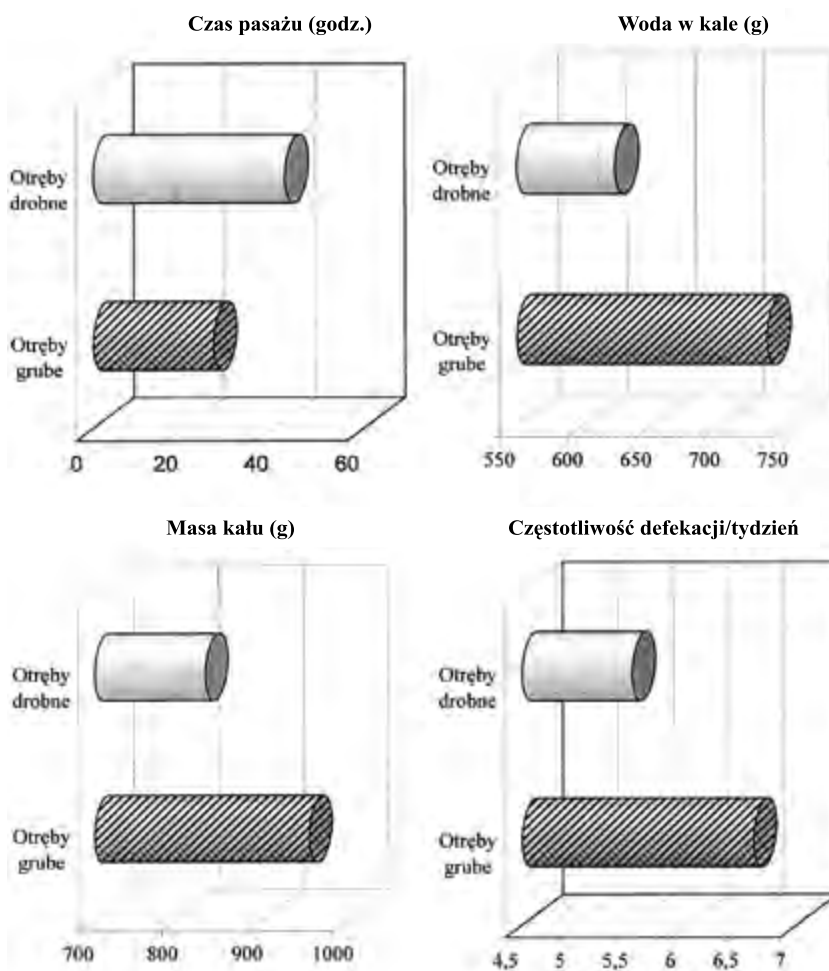 Czas pasażu (godz.)
Otręby
drobne
Otręby
grube
0 20 40 60
Woda w kale (g)
Otręby
drobne
Otręby
grube
550 600 650 700 750
Masa kału (g)
Otręby
drobne
Otręby
grube
700 800 900 1000
Częstotliwość defekacji/tydzień
Otręby
drobne
Otręby
grube
4,5 5 5,5 6 6,5 7